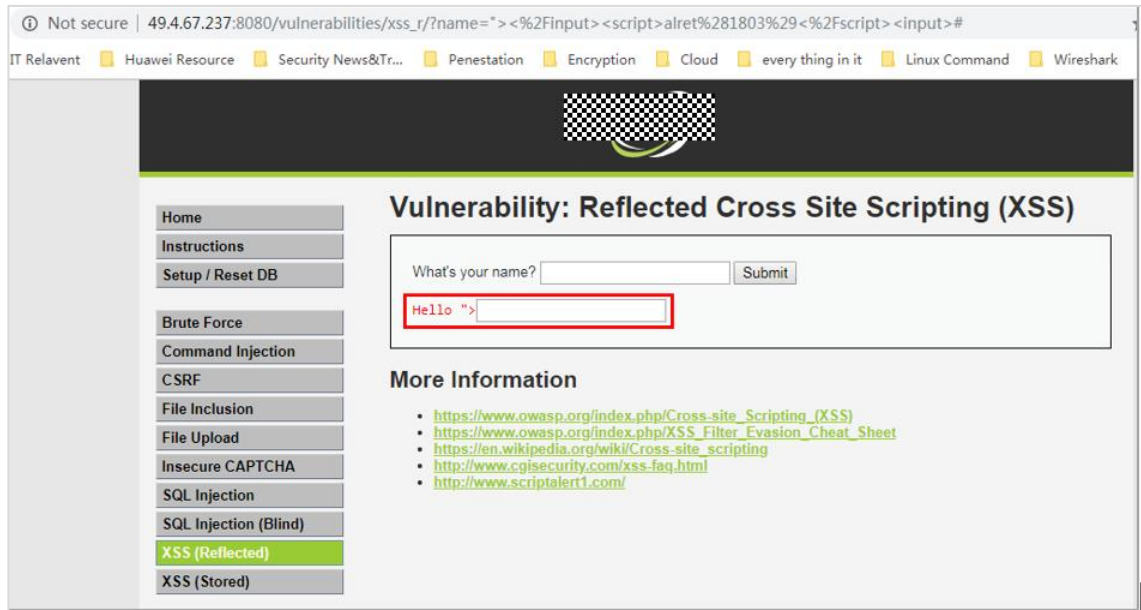 Not secure | 49.4.67.237:8080/vulnerabilities/xss_r/?name="><%2Finput><script>alret%281803%29<%2Fscript><input>#
IT Relavent Huawei Resource Security News&Tr... Penestation Encryption Cloud every thing in it Linux Command Wireshark
Vulnerability: Reflected Cross Site Scripting (XSS)
Home
Instructions
Setup / Reset DB
Brute Force
Command Injection
CSRF
File Inclusion
File Upload
Insecure CAPTCHA
SQL Injection
SQL Injection (Blind)
XSS (Reflected)
XSS (Stored)
What's your name? Submit
Hello ">
More Information
https://www.owasp.org/index.php/Cross-site_Scripting_(XSS)
https://www.owasp.org/index.php/XSS_Filter_Evasion_Cheat_Sheet
https://en.wikipedia.org/wiki/Cross-site_scripting
http://www.cgisecurity.com/xss-faq.html
http://www.scriptalert1.com/